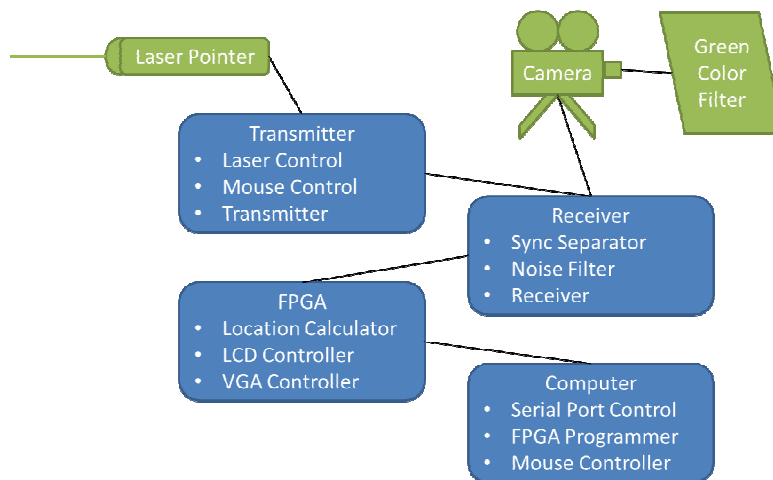 Laser Pointer
Camera
Green
Color
Filter
Transmitter
• Laser Control
• Mouse Control
• Transmitter
Receiver
• Sync Separator
• Noise Filter
• Receiver
FPGA
• Location Calculator
• LCD Controller
• VGA Controller
Computer
• Serial Port Control
• FPGA Programmer
• Mouse Controller